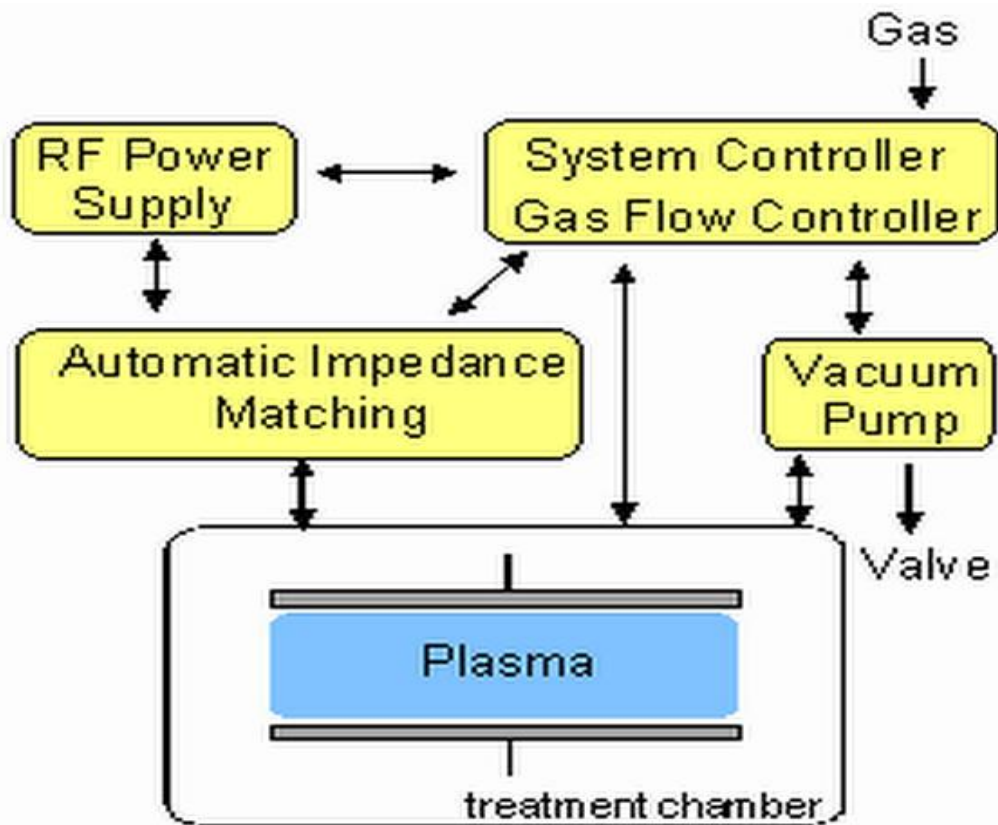 Gas
RF Power
Supply
System Controller
Gas Flow Controller
Automatic Impedance
Matching
Vacuum
Pump
Valve
Plasma
treatment chamber